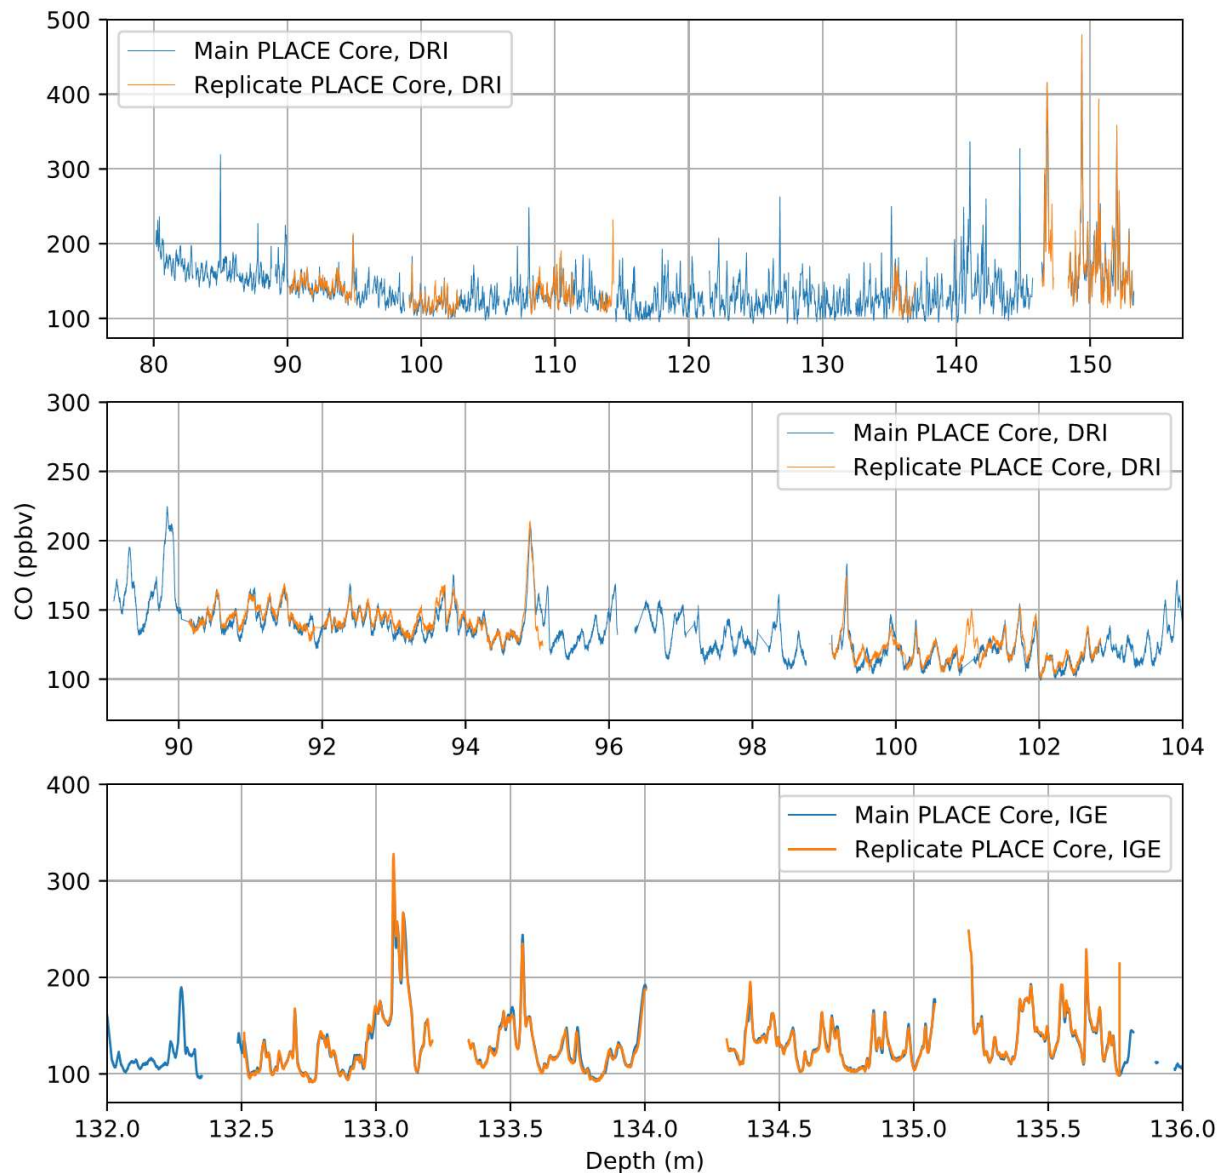 500
400
300
200
100
Main PLACE Core, DRI
Replicate PLACE Core, DRI
80 90 100 110 120 130 140 150
300
250
200
150
100
Main PLACE Core, DRI
Replicate PLACE Core, DRI
CO (ppbv)
90 92 94 96 98 100 102 104
400
300
200
100
Main PLACE Core, IGE
Replicate PLACE Core, IGE
132.0 132.5 133.0 133.5 134.0 134.5 135.0 135.5 136.0
Depth (m)